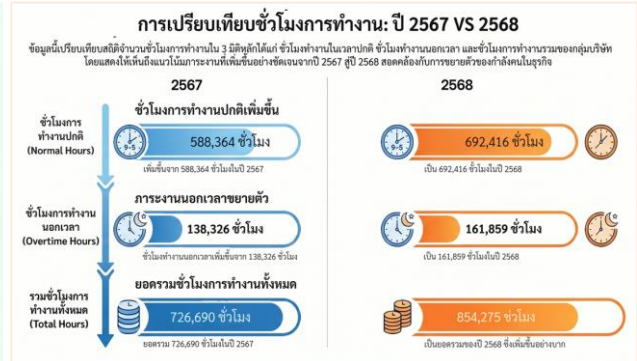 การเปรียบเทียบชั่วโมงการทำงาน: ปี 2567 VS 2568
ข้อมูลนี้เปรียบเทียบสถิติจำนวนชั่วโมงการทำงานใน 3 มิติหลักได้แก่ ชั่วโมงทำงานในเวลาปกติ ชั่วโมงทำงานนอกเวลา และชั่วโมงการทำงานรวมของกลุ่มบริษัท
โดยแสดงให้เห็นถึงแนวโน้มภาระงานที่เพิ่มขึ้นอย่างชัดเจนจากปี 2567 สู่ปี 2568 สอดคล้องกับการขยายตัวของกำลังคนในธุรกิจ
2567
2568
ชั่วโมงการ
ทำงานปกติ
(Normal Hours)
ชั่วโมงการทำงานปกติเพิ่มขึ้น
9-5
588,364 ชั่วโมง
เพิ่มขึ้นจาก 588,364 ชั่วโมงในปี 2567
9-5
692,416 ชั่วโมง
เป็น 692,416 ชั่วโมงในปี 2568
ชั่วโมงการทำงาน
นอกเวลา
(Overtime Hours)
ภาระงานนอกเวลาขยายตัว
138,326 ชั่วโมง
ชั่วโมงทำงานนอกเวลาเพิ่มขึ้นจาก 138,326 ชั่วโมง
161,859 ชั่วโมง
เป็น 161,859 ชั่วโมงในปี 2568
รวมชั่วโมงการ
ทำงานทั้งหมด
(Total Hours)
ยอดรวมชั่วโมงการทำงานทั้งหมด
726,690 ชั่วโมง
ยอดรวม 726,690 ชั่วโมงในปี 2567
854,275 ชั่วโมง
เป็นยอดรวมของปี 2568 ซึ่งเพิ่มขึ้นอย่างบาก